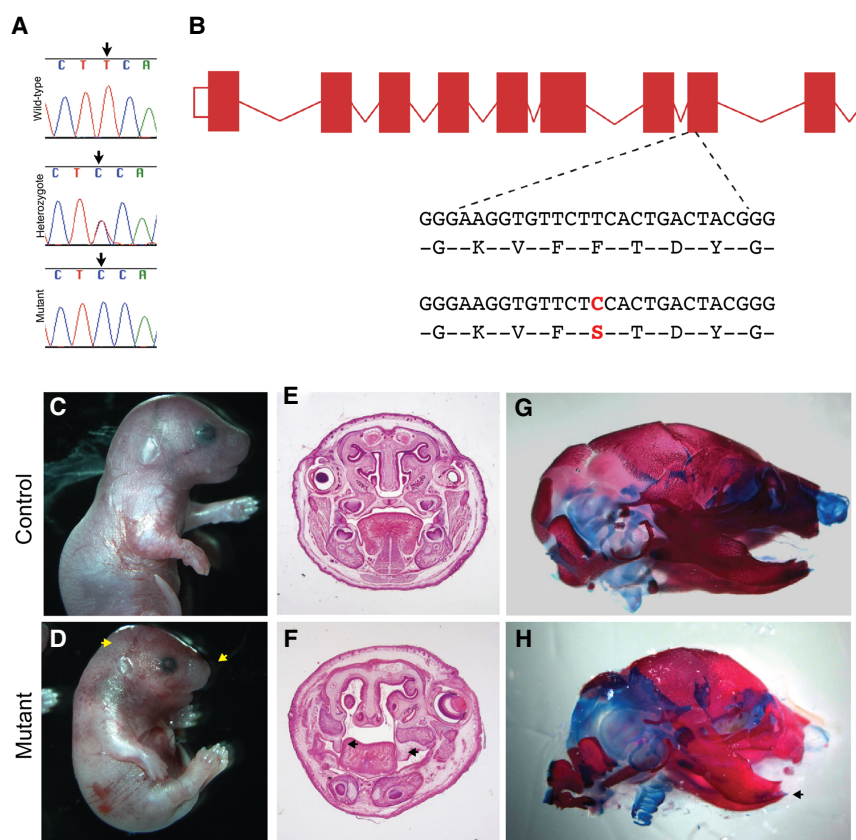 A
B
C T T C A
Wild-type
C T C C A
Heterozygote
C T C C A
Mutant
GGGAAGGTGTTCTTCACTGACTACGGG
-G--K--V--F--F--T--D--Y--G-
GGGAAGGTGTTCTCCACTGACTACGGG
-G--K--V--F--S--T--D--Y--G-
C
E
G
Control
D
F
H
Mutant